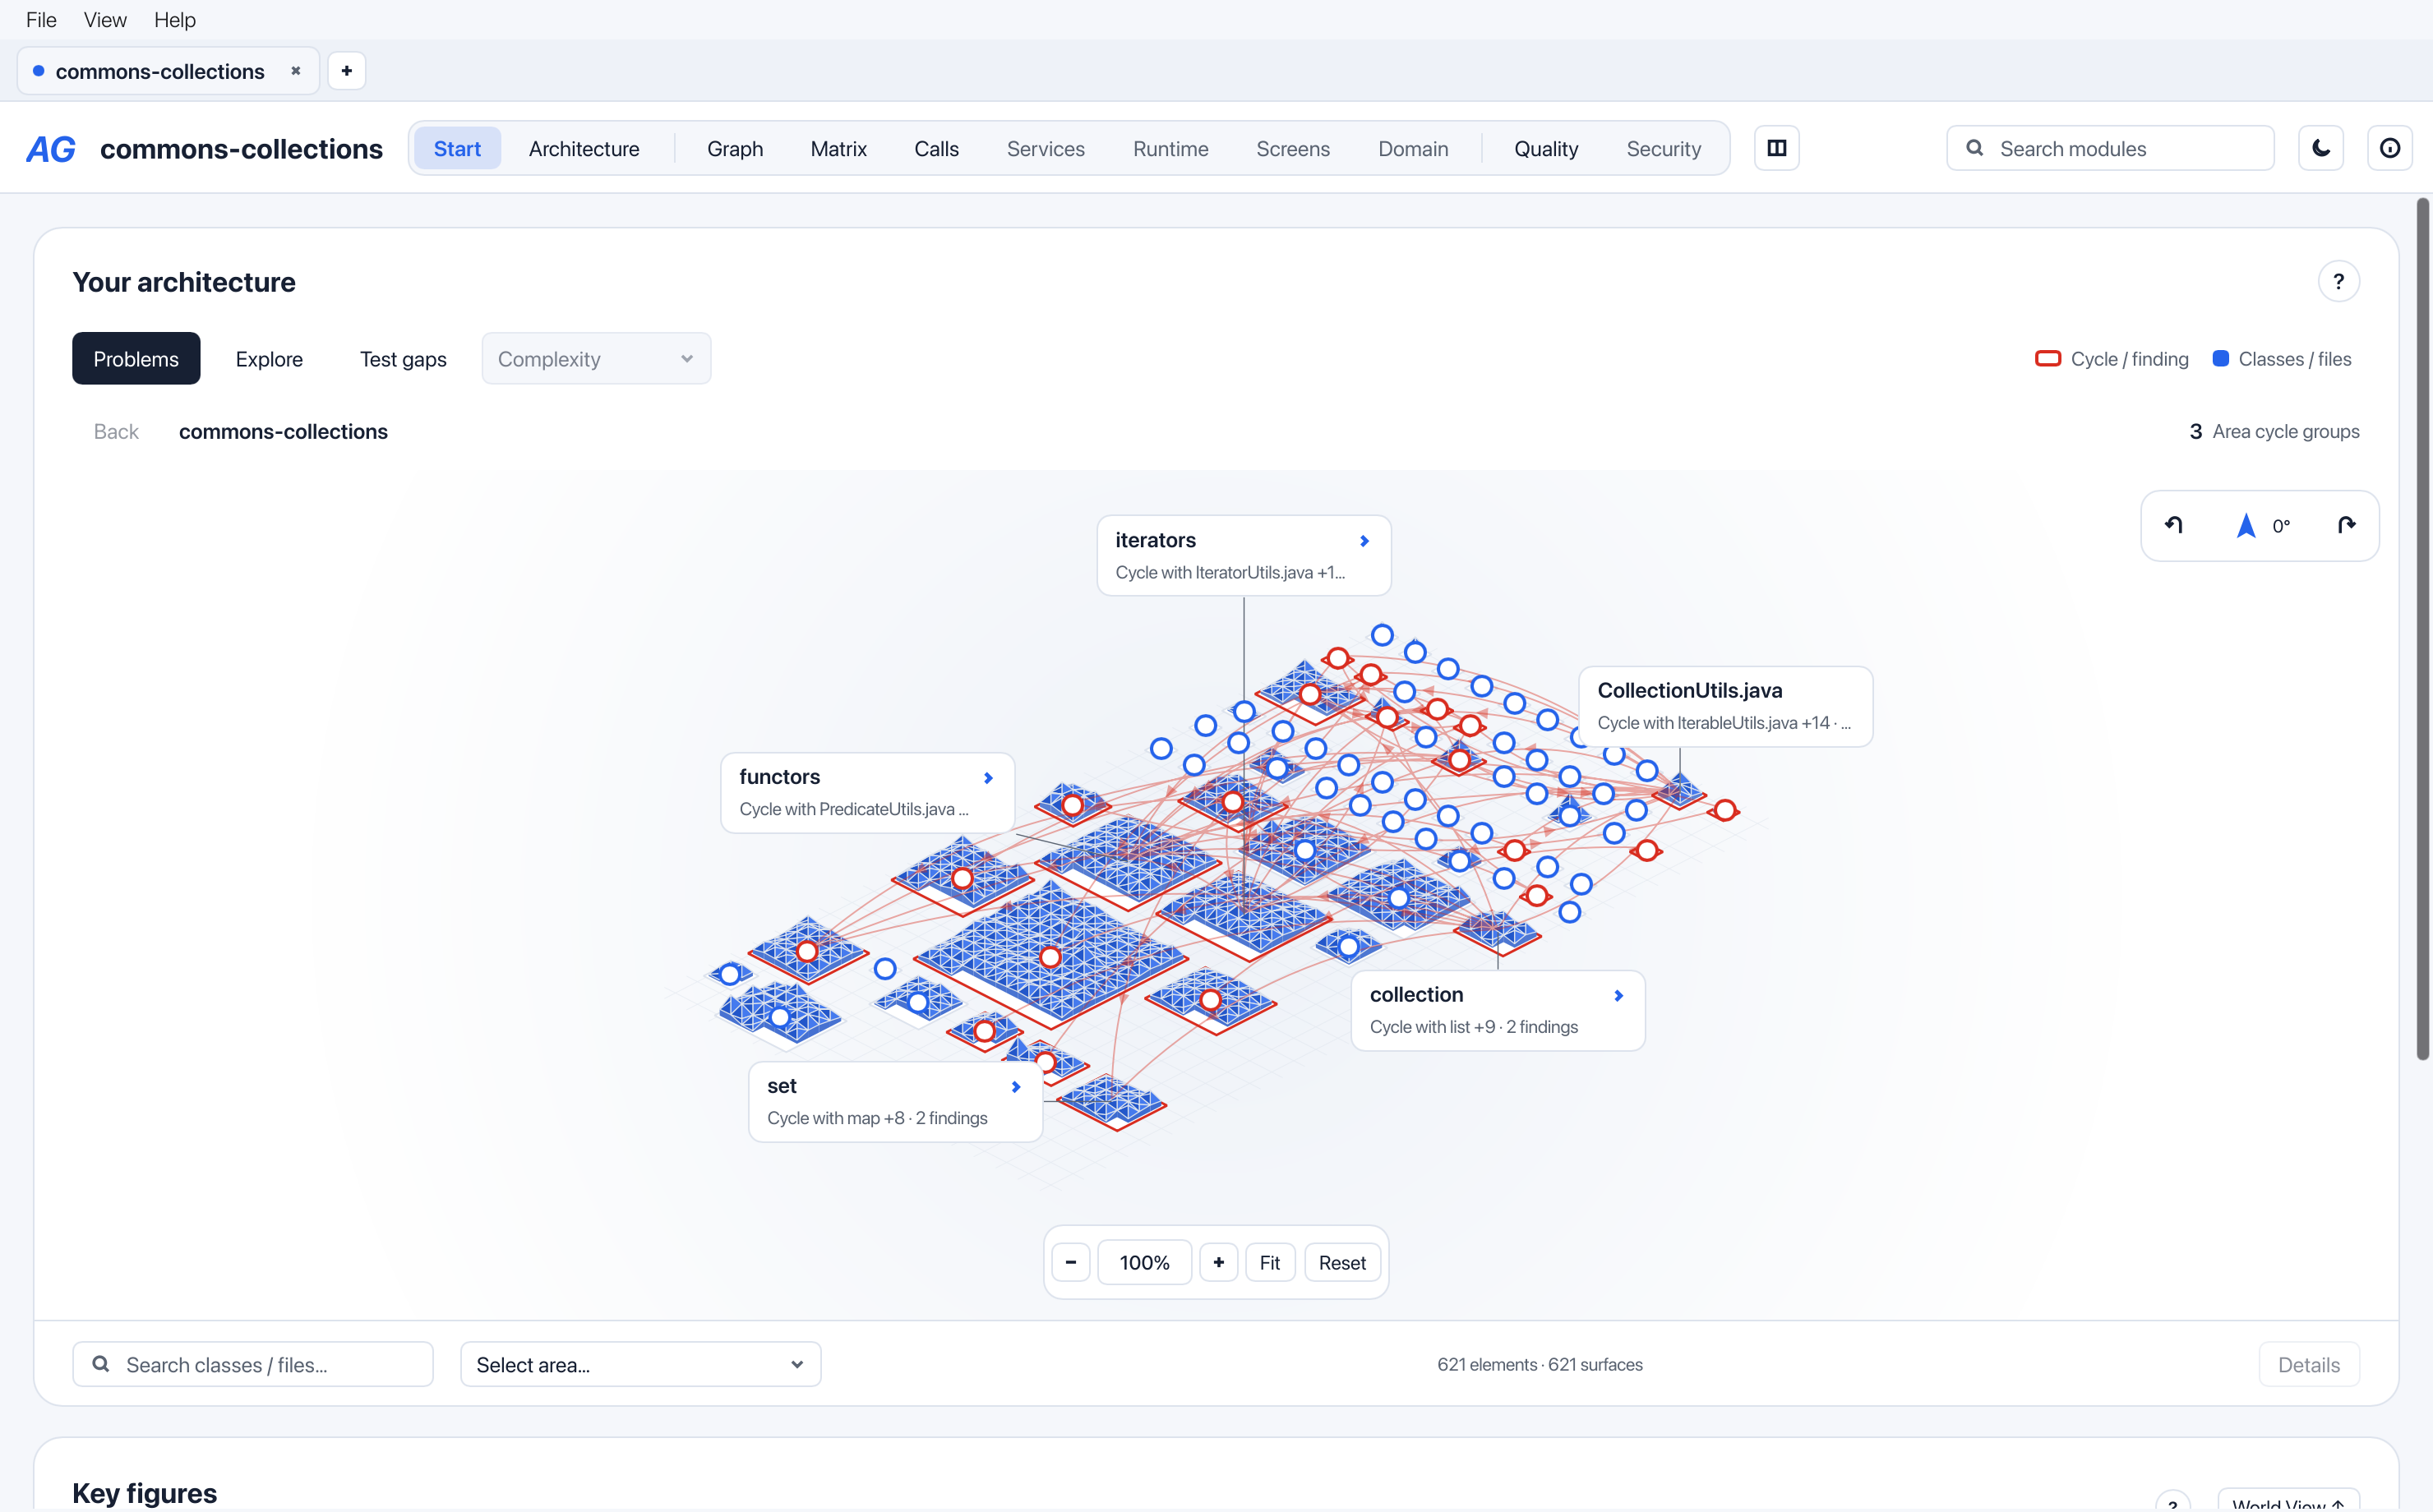 File View Help
commons-collections
AG commons-collections Start Architecture Graph Matrix Calls Services Runtime Screens Domain Quality Security Search modules
Your architecture ?
Problems Explore Test gaps Complexity Cycle / finding Classes / files
Back commons-collections 3 Area cycle groups
0°
iterators
Cycle with IteratorUtils.java +1...
CollectionUtils.java
Cycle with IterableUtils.java +14 · ...
functors
Cycle with PredicateUtils.java ...
collection
Cycle with list +9 · 2 findings
set
Cycle with map +8 · 2 findings
− 100% + Fit Reset
Search classes / files... Select area... 621 elements · 621 surfaces Details
Key figures ? World View ↑